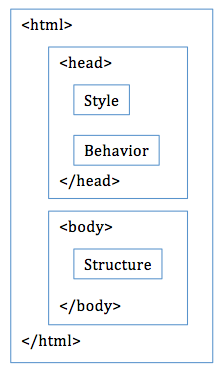 <html>
<head>
Style
Behavior
</head>
<body>
Structure
</body>
</html>